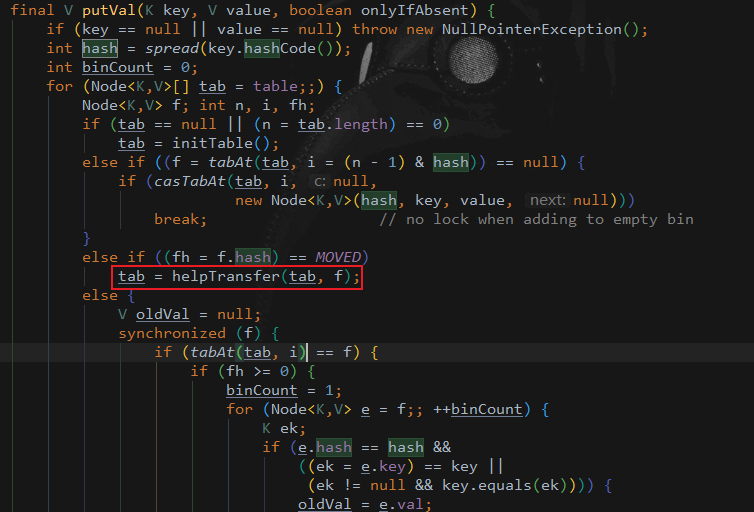 final V putVal(K key, V value, boolean onlyIfAbsent) {
if (key == null || value == null) throw new NullPointerException();
int hash = spread(key.hashCode());
int binCount = 0;
for (Node<K,V>[] tab = table;;) {
Node<K,V> f; int n, i, fh;
if (tab == null || (n = tab.length) == 0)
tab = initTable();
else if ((f = tabAt(tab, i = (n - 1) & hash)) == null) {
if (casTabAt(tab, i, c: null,
new Node<K,V>(hash, key, value, next: null)))
break; // no lock when adding to empty bin
}
else if ((fh = f.hash) == MOVED)
tab = helpTransfer(tab, f);
else {
V oldVal = null;
synchronized (f) {
if (tabAt(tab, i) == f) {
if (fh >= 0) {
binCount = 1;
for (Node<K,V> e = f;; ++binCount) {
K ek;
if (e.hash == hash &&
((ek = e.key) == key ||
(ek != null && key.equals(ek)))) {
oldVal = e.val;